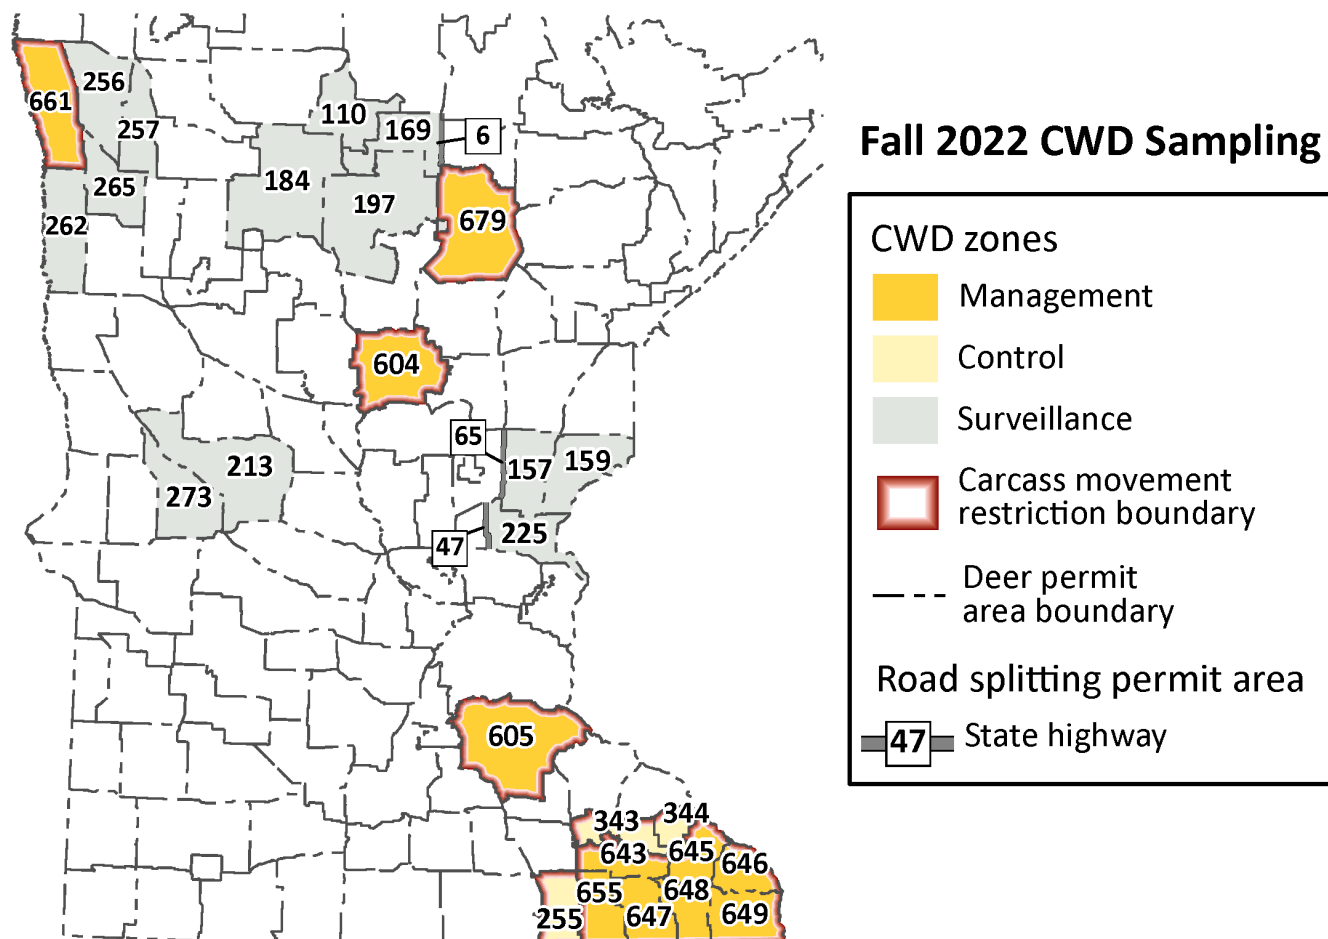 256
661
110
257
169
6
184
265
197
262
679
604
65
213
157
159
273
225
47
605
343
344
643
645
646
655
648
255
647
649
Fall 2022 CWD Sampling
CWD zones
Management
Control
Surveillance
Carcass movement
restriction boundary
Deer permit
area boundary
Road splitting permit area
47
State highway